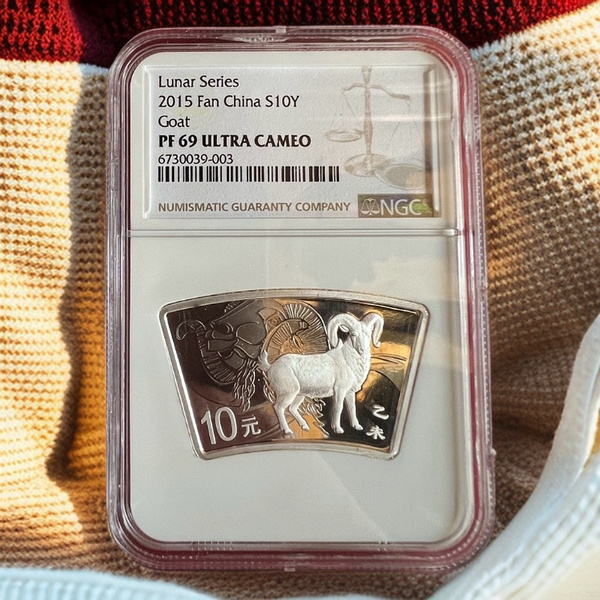 Lunar Series
2015 Fan China S10Y
Goat
PF 69 ULTRA CAMEO
6730039-003
NUMISMATIC GUARANTY COMPANY NGC
10元
乙未